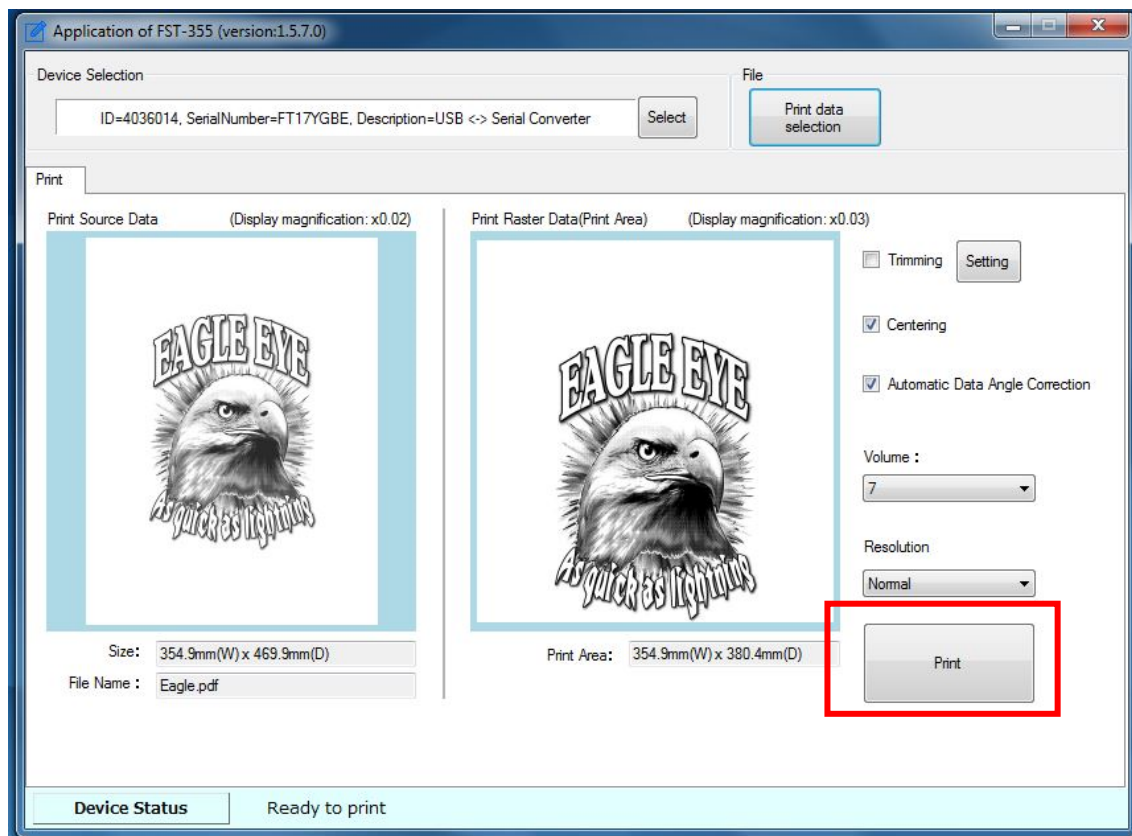 Application of FST-355 (version:1.5.7.0)
Device Selection
File
ID=4036014, SerialNumber=FT17YGBE, Description=USB <-> Serial Converter
Select
Print data
selection
Print
Print Source Data
(Display magnification: x0.02)
Print Raster Data(Print Area)
(Display magnification: x0.03)
EAGLE EYE
As quick as lightning
EAGLE EYE
As quick as lightning
Trimming
Setting
Centering
Automatic Data Angle Correction
Volume :
7
Resolution
Normal
Print
Size:
354.9mm(W) x 469.9mm(D)
File Name :
Eagle.pdf
Print Area:
354.9mm(W) x 380.4mm(D)
Device Status
Ready to print